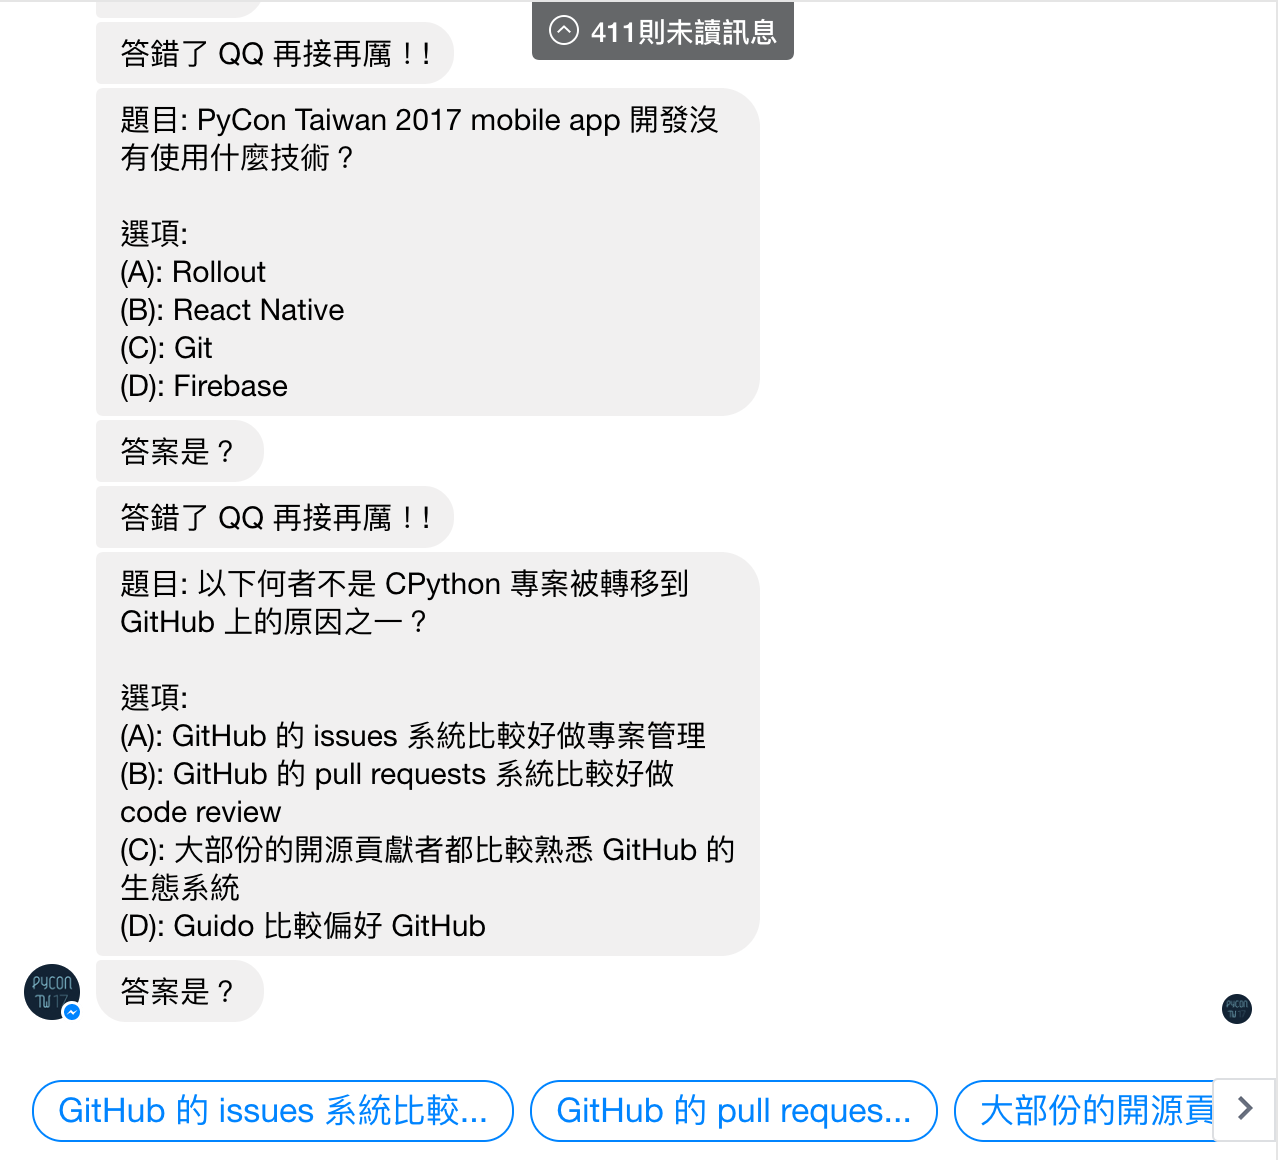 411則未讀訊息
答錯了 QQ 再接再厲！！
題目: PyCon Taiwan 2017 mobile app 開發沒
有使用什麼技術？
選項:
(A): Rollout
(B): React Native
(C): Git
(D): Firebase
答案是？
答錯了 QQ 再接再厲！！
題目: 以下何者不是 CPython 專案被轉移到
GitHub 上的原因之一？
選項:
(A): GitHub 的 issues 系統比較好做專案管理
(B): GitHub 的 pull requests 系統比較好做
code review
(C): 大部份的開源貢獻者都比較熟悉 GitHub 的
生態系統
(D): Guido 比較偏好 GitHub
PYCON
TW 17
答案是？
PYCON
TW 17
GitHub 的 issues 系統比較...
GitHub 的 pull reques...
大部份的開源貢